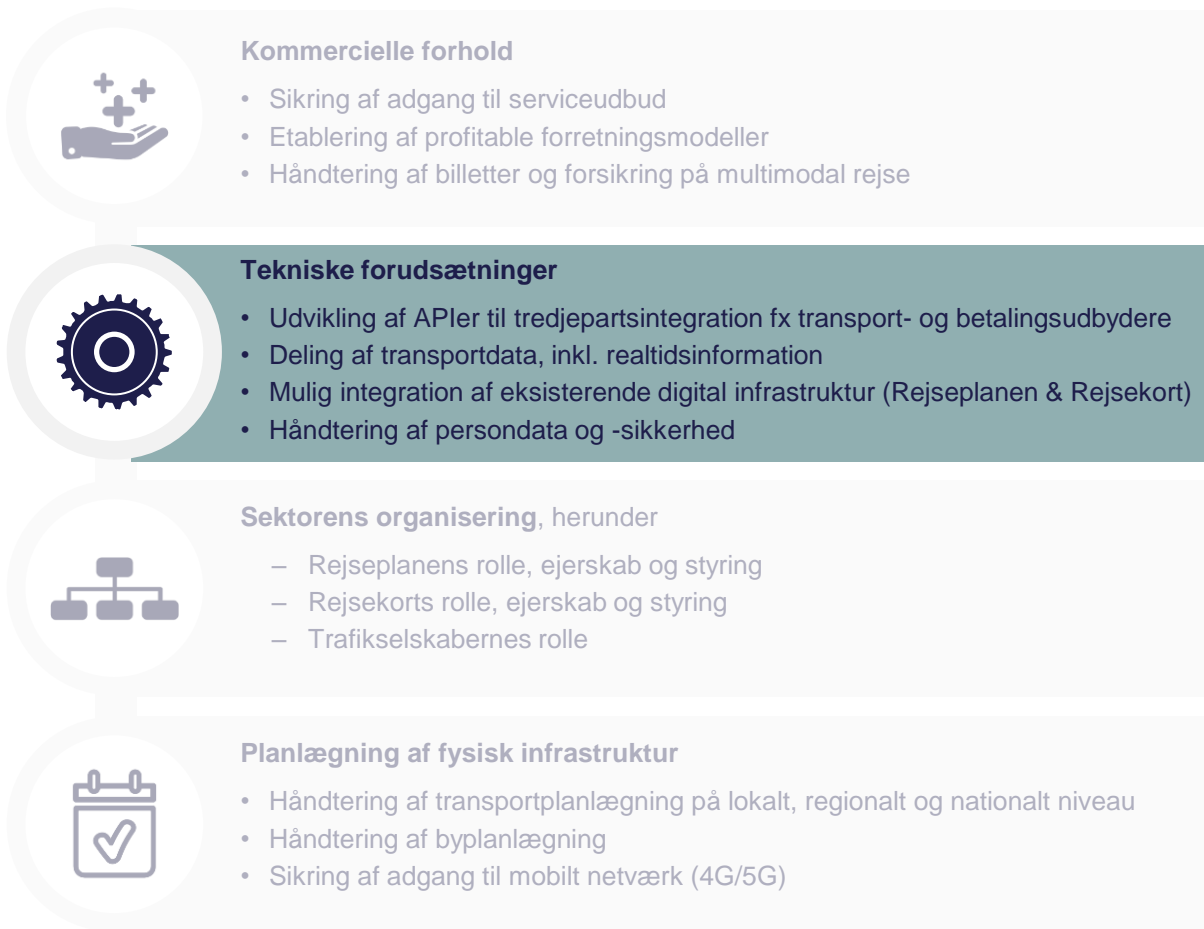 Kommercielle forhold
• Sikring af adgang til serviceudbud
• Etablering af profitable forretningsmodeller
• Håndtering af billetter og forsikring på multimodal rejse
Tekniske forudsætninger
• Udvikling af APIer til tredjepartsintegration fx transport- og betalingsudbydere
• Deling af transportdata, inkl. realtidsinformation
• Mulig integration af eksisterende digital infrastruktur (Rejseplanen & Rejsekort)
• Håndtering af persondata og -sikkerhed
Sektorens organisering, herunder
– Rejseplanens rolle, ejerskab og styring
– Rejsekorts rolle, ejerskab og styring
– Trafikselskabernes rolle
Planlægning af fysisk infrastruktur
• Håndtering af transportplanlægning på lokalt, regionalt og nationalt niveau
• Håndtering af byplanlægning
• Sikring af adgang til mobilt netværk (4G/5G)